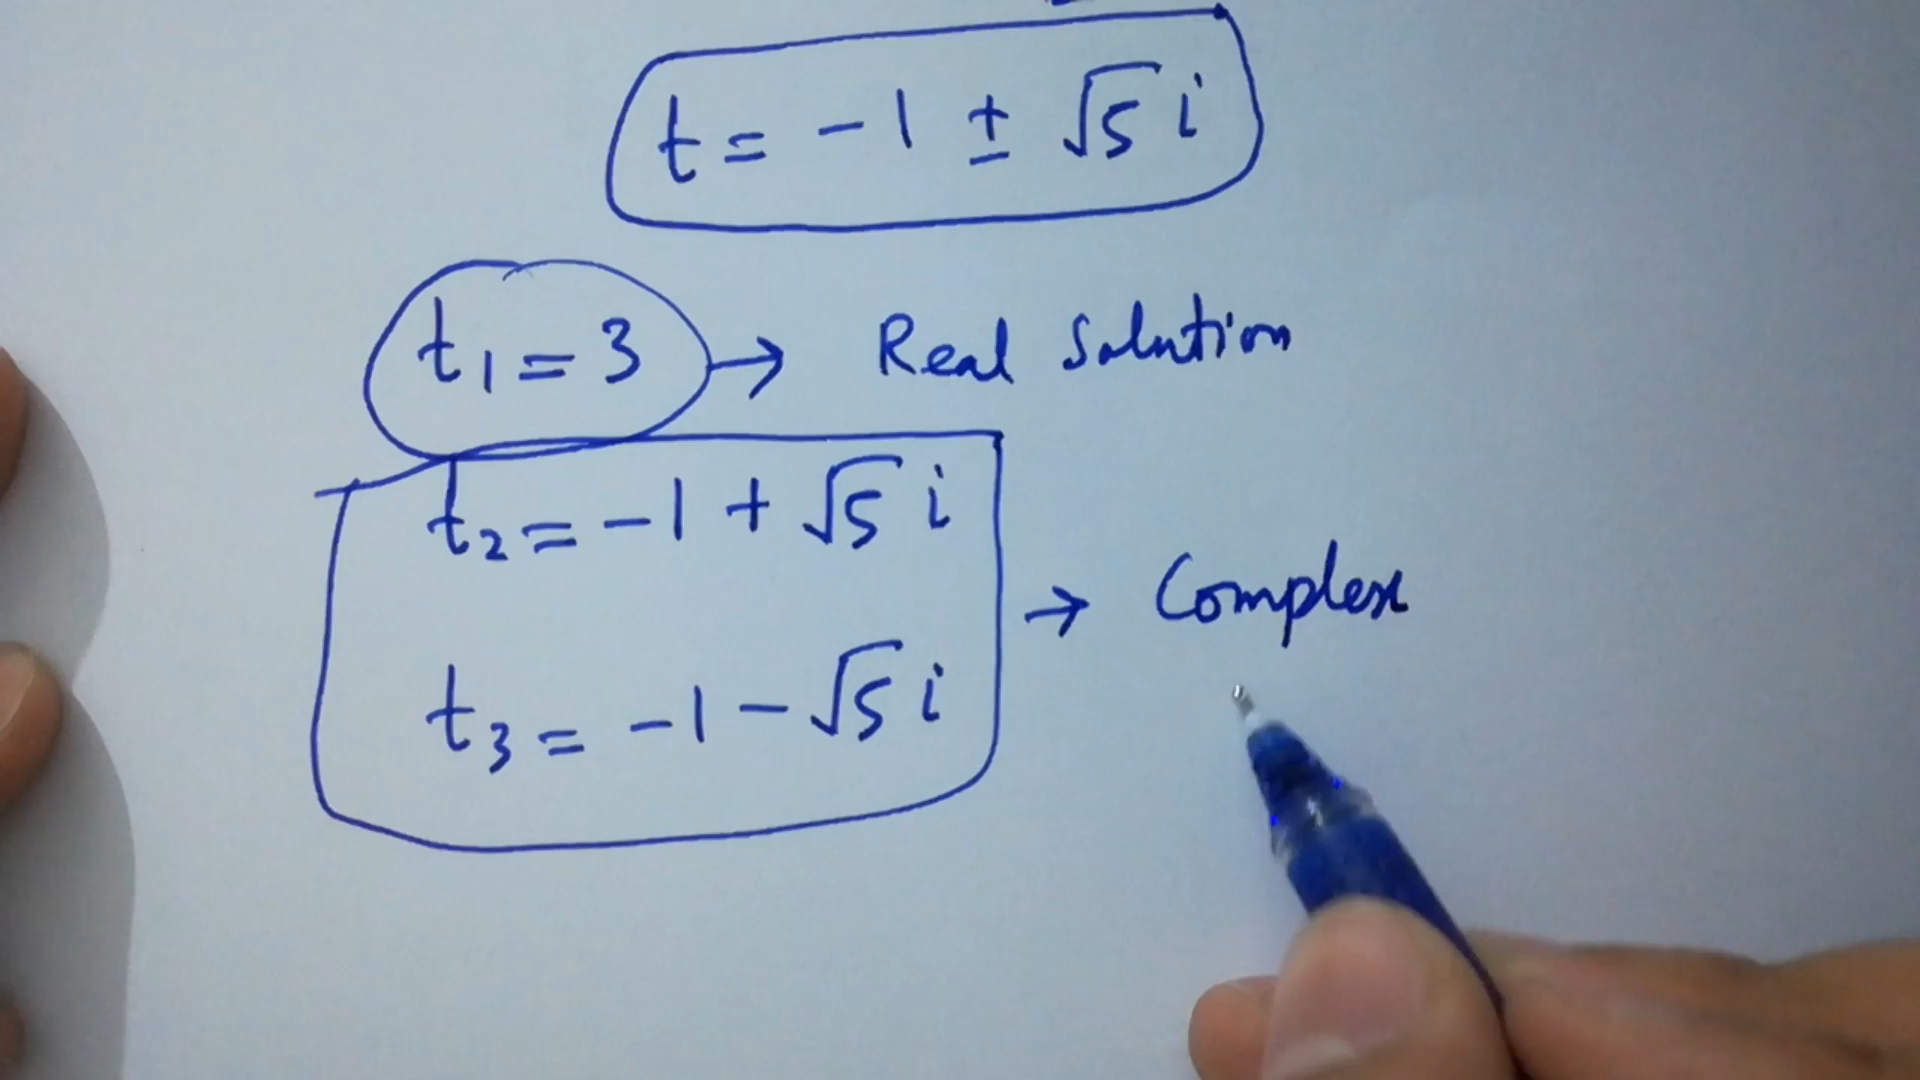 t = -1 ± √5 i
t₁ = 3 → Real Solution
t₂ = -1 + √5 i
→ Complex
t₃ = -1 - √5 i